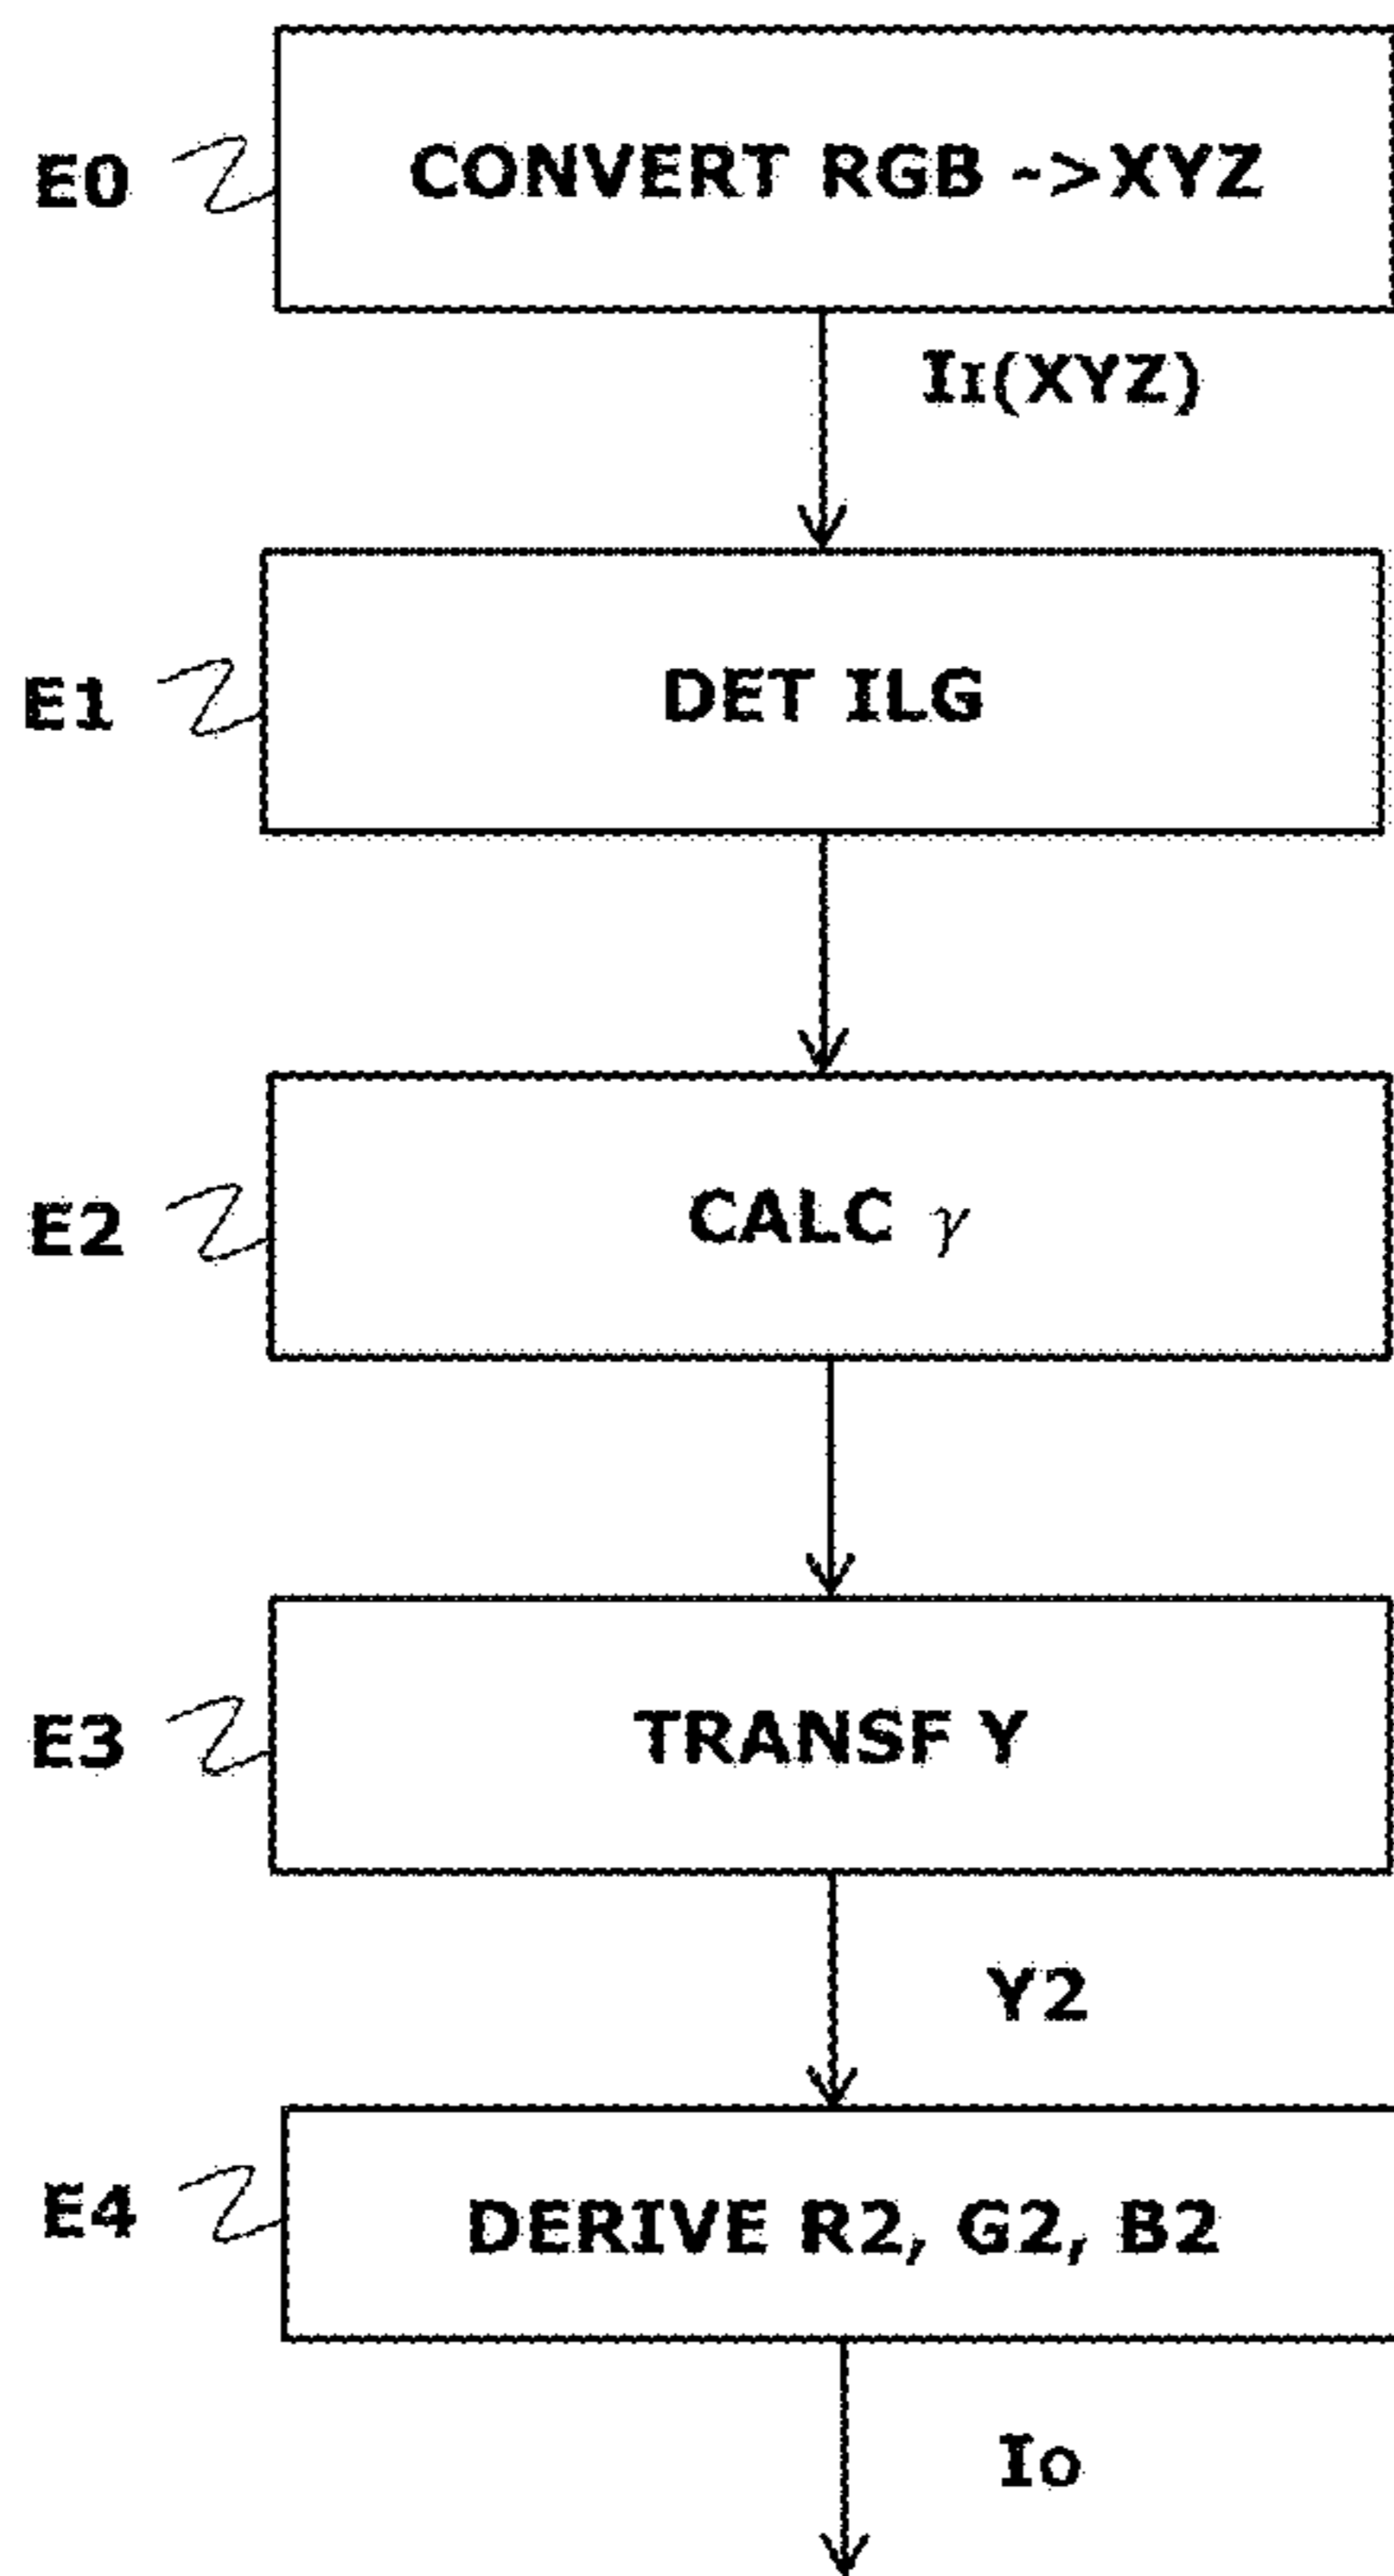 E0 CONVERT RGB ->XYZ
II(XYZ)
E1 DET ILG
E2 CALC γ
E3 TRANSF Y
Y2
E4 DERIVE R2, G2, B2
IO